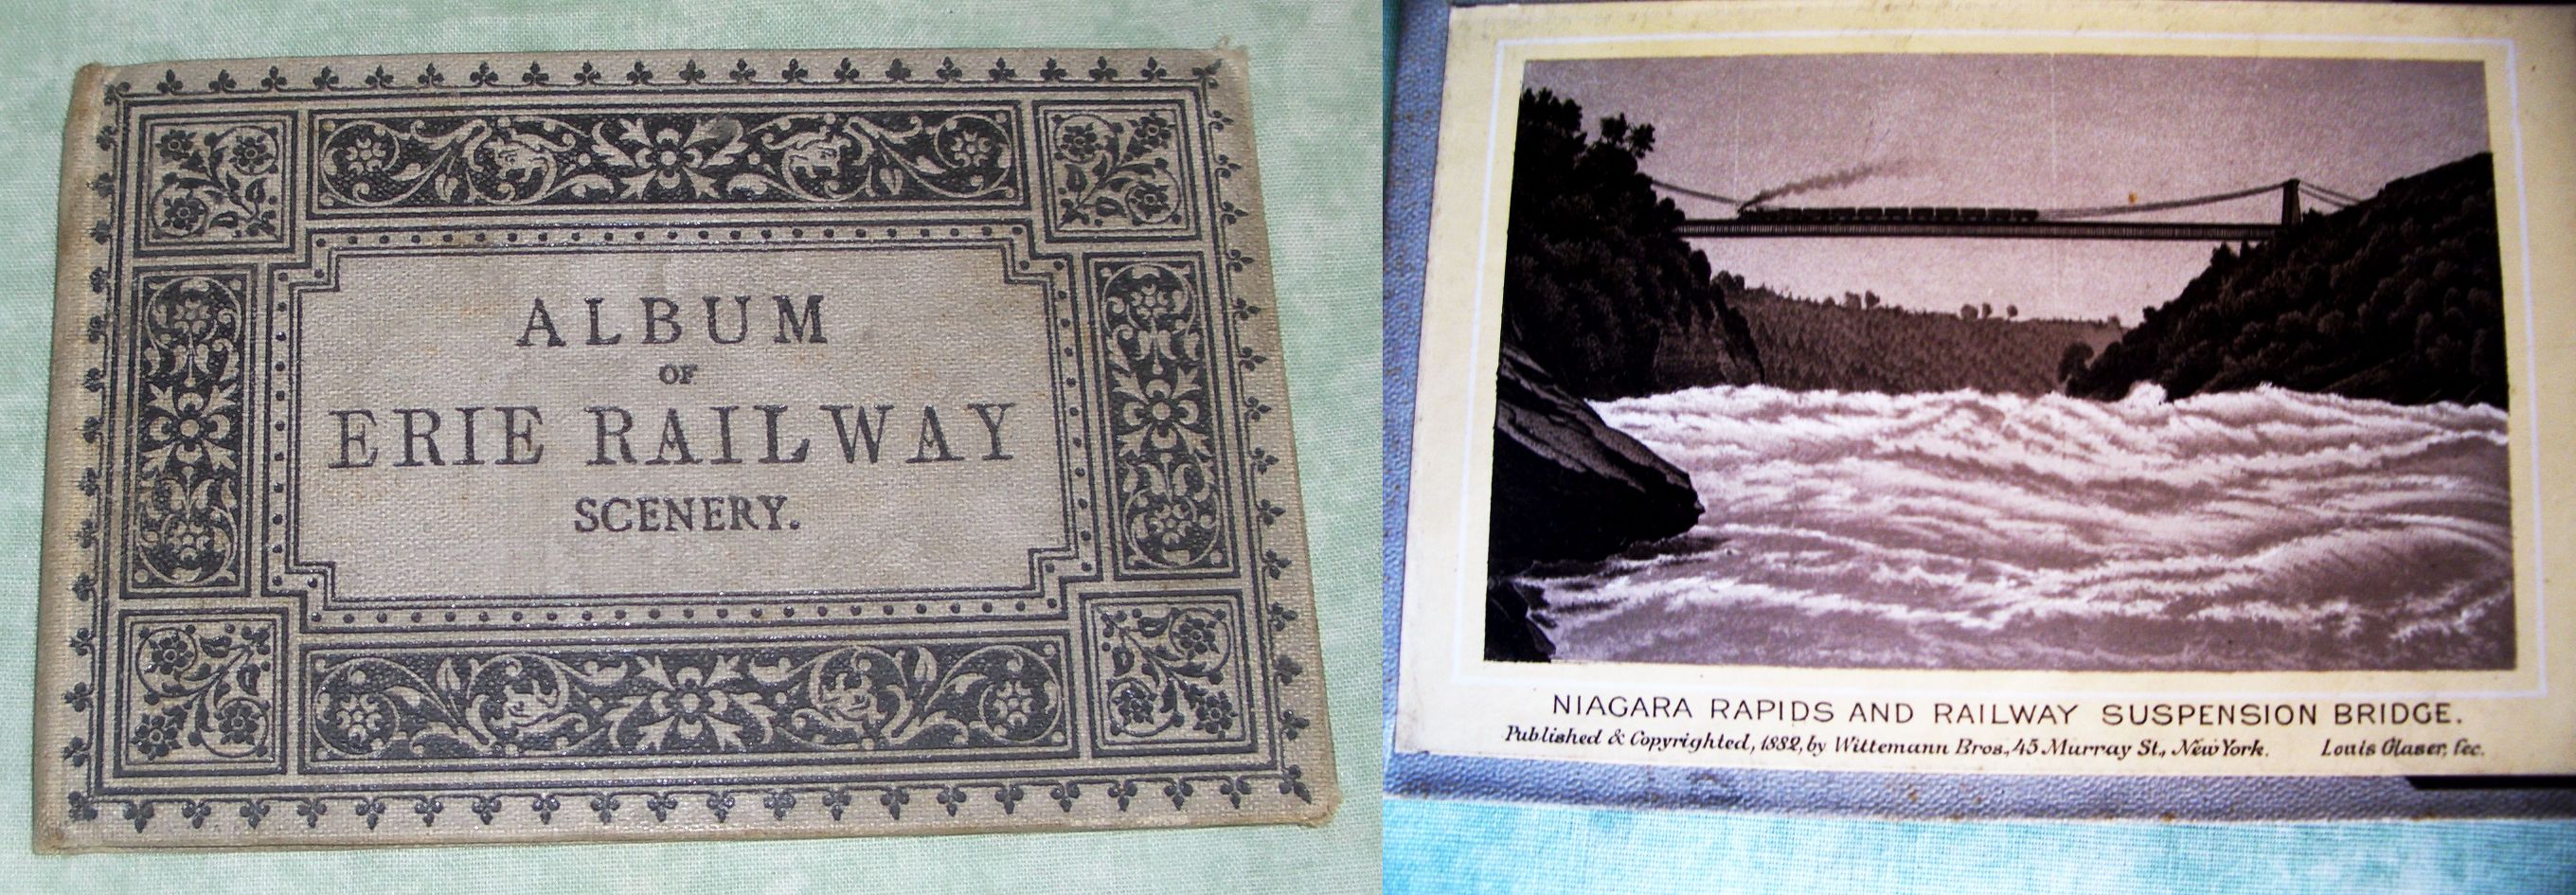 ALBUM
OF
ERIE RAILWAY
SCENERY.
NIAGARA RAPIDS AND RAILWAY SUSPENSION BRIDGE.
Published & Copyrighted, 1882, by Wittemann Bros., 45 Murray St., New York. Louis Glaser, fec.